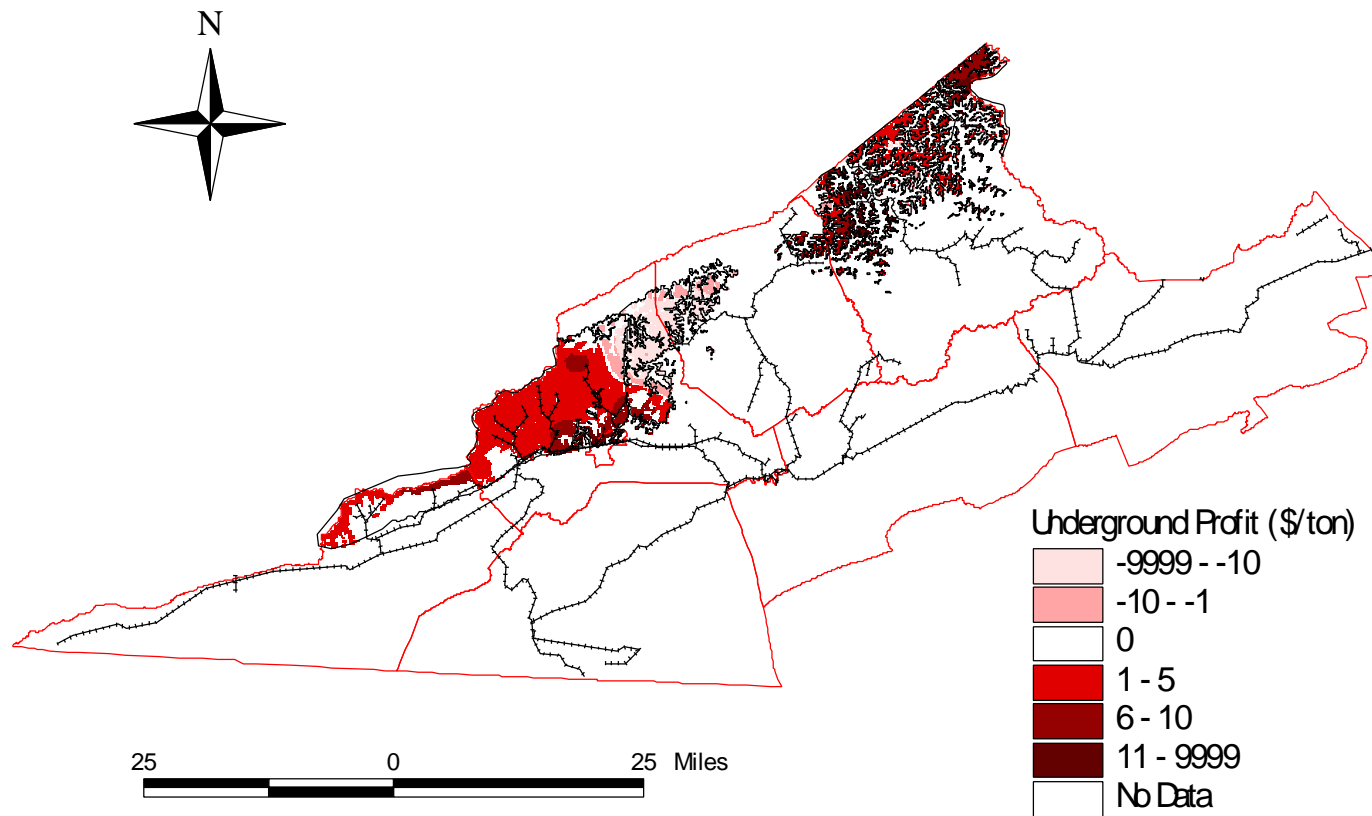 N
Underground Profit ($/ton)
-9999 - -10
-10 - -1
0
1 - 5
6 - 10
11 - 9999
No Data
25 0 25 Miles